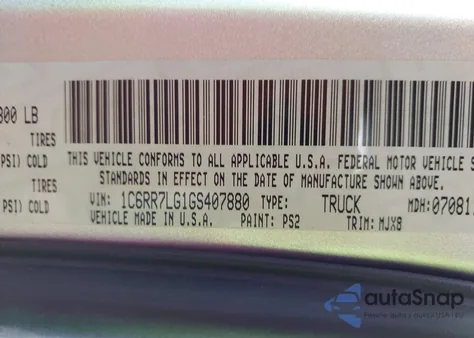 800 LB
TIRES
PSI) COLD
TIRES
PSI) COLD
THIS VEHICLE CONFORMS TO ALL APPLICABLE U.S.A. FEDERAL MOTOR VEHICLE S
STANDARDS IN EFFECT ON THE DATE OF MANUFACTURE SHOWN ABOVE.
VIN: 1C6RR7LG1GS407880 TYPE: TRUCK MDH: 07081
VEHICLE MADE IN U.S.A. PAINT: PS2 TRIM: MJX8
autoSnap